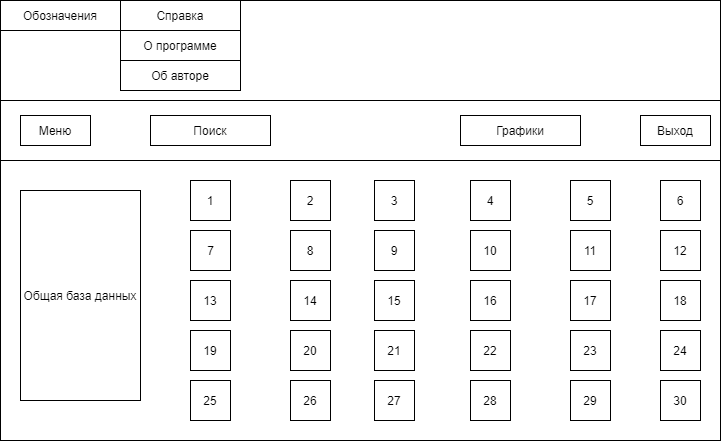 Обозначения Справка
О программе
Об авторе
Меню Поиск Графики Выход
1 2 3 4 5 6
7 8 9 10 11 12
Общая база данных 13 14 15 16 17 18
19 20 21 22 23 24
25 26 27 28 29 30